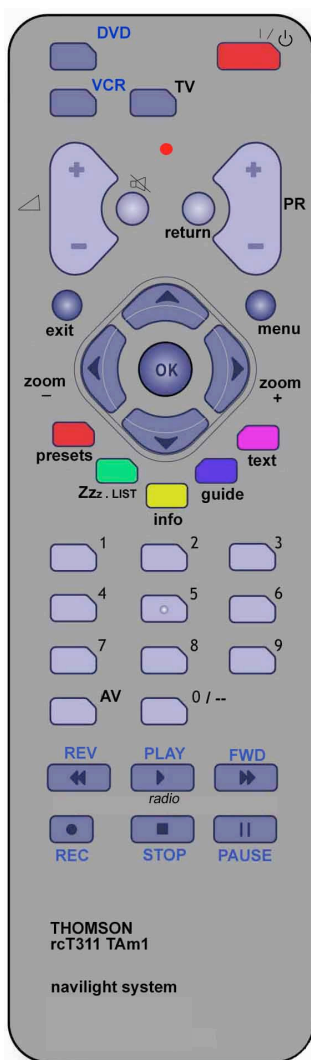 DVD
I / ⏻
VCR TV
+ +
PR
return
− −
exit menu
OK
zoom − zoom +
presets text
Zzz . LIST guide
info
1 2 3
4 5 6
7 8 9
AV 0 / --
REV PLAY FWD
radio
REC STOP PAUSE
THOMSON
rcT311 TAm1
navilight system